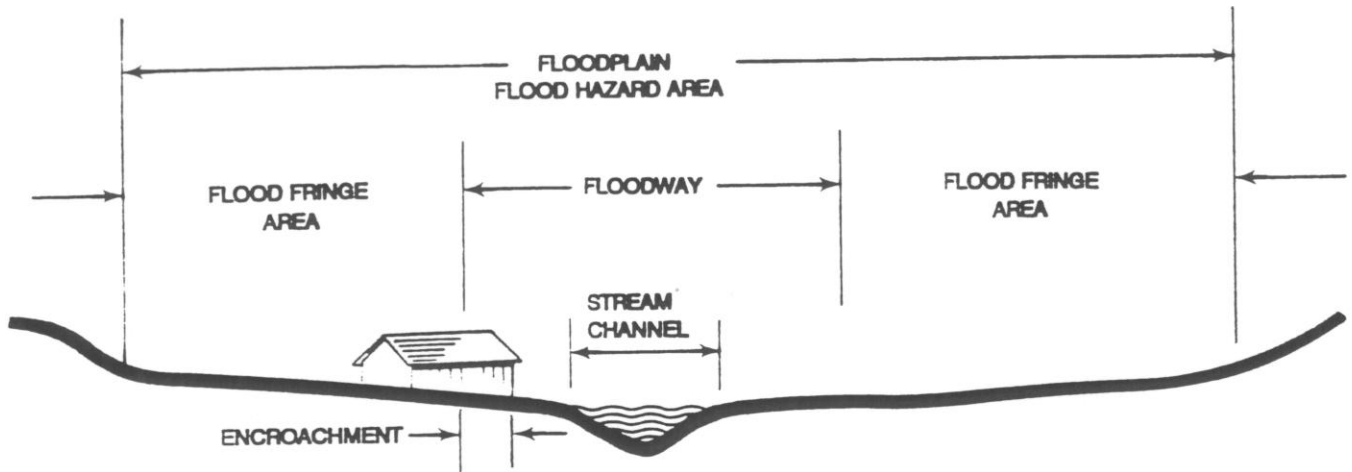 FLOODPLAIN
FLOOD HAZARD AREA
FLOOD FRINGE
AREA
FLOODWAY
FLOOD FRINGE
AREA
STREAM
CHANNEL
ENCROACHMENT